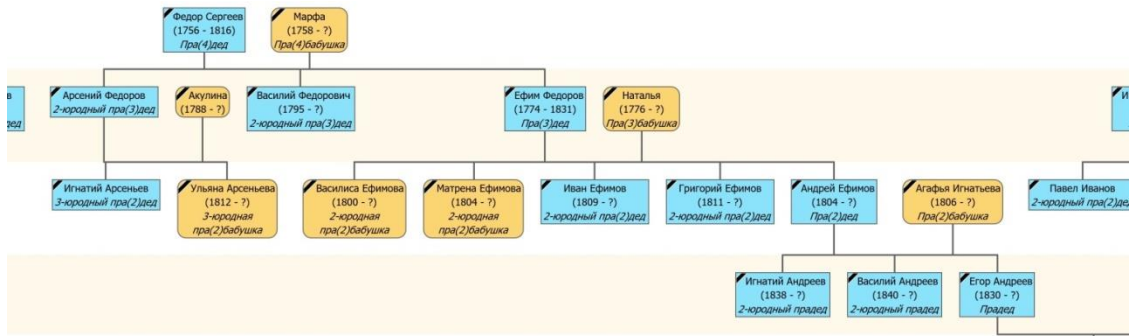 Федор Сергеев
(1756 - 1816)
Пра(4)дед
Марфа
(1758 - ?)
Пра(4)бабушка
в
дед
Арсений Федоров
2-юродный пра(3)дед
Акулина
(1788 - ?)
Василий Федорович
(1795 - ?)
2-юродный пра(3)дед
Ефим Федоров
(1774 - 1831)
Пра(3)дед
Наталья
(1776 - ?)
Пра(3)бабушка
И
Игнатий Арсеньев
3-юродный пра(2)дед
Ульяна Арсеньева
(1812 - ?)
3-юродная
пра(2)бабушка
Василиса Ефимова
(1800 - ?)
2-юродная
пра(2)бабушка
Матрена Ефимова
(1804 - ?)
2-юродная
пра(2)бабушка
Иван Ефимов
(1809 - ?)
2-юродный пра(2)дед
Григорий Ефимов
(1811 - ?)
2-юродный пра(2)дед
Андрей Ефимов
(1804 - ?)
Пра(2)дед
Агафья Игнатьева
(1806 - ?)
Пра(2)бабушка
Павел Иванов
2-юродный пра(2)дед
Игнатий Андреев
(1838 - ?)
2-юродный прадед
Василий Андреев
(1840 - ?)
2-юродный прадед
Егор Андреев
(1830 - ?)
Прадед